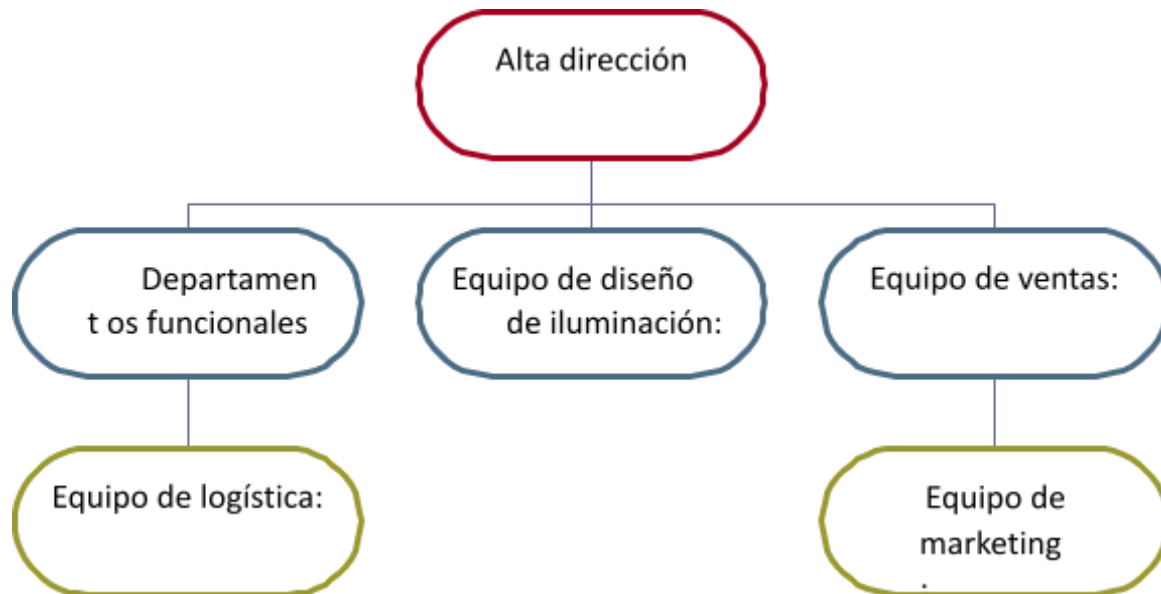 Alta dirección
Departamen
t os funcionales
Equipo de diseño
de iluminación:
Equipo de ventas:
Equipo de logística:
Equipo de
marketing
: